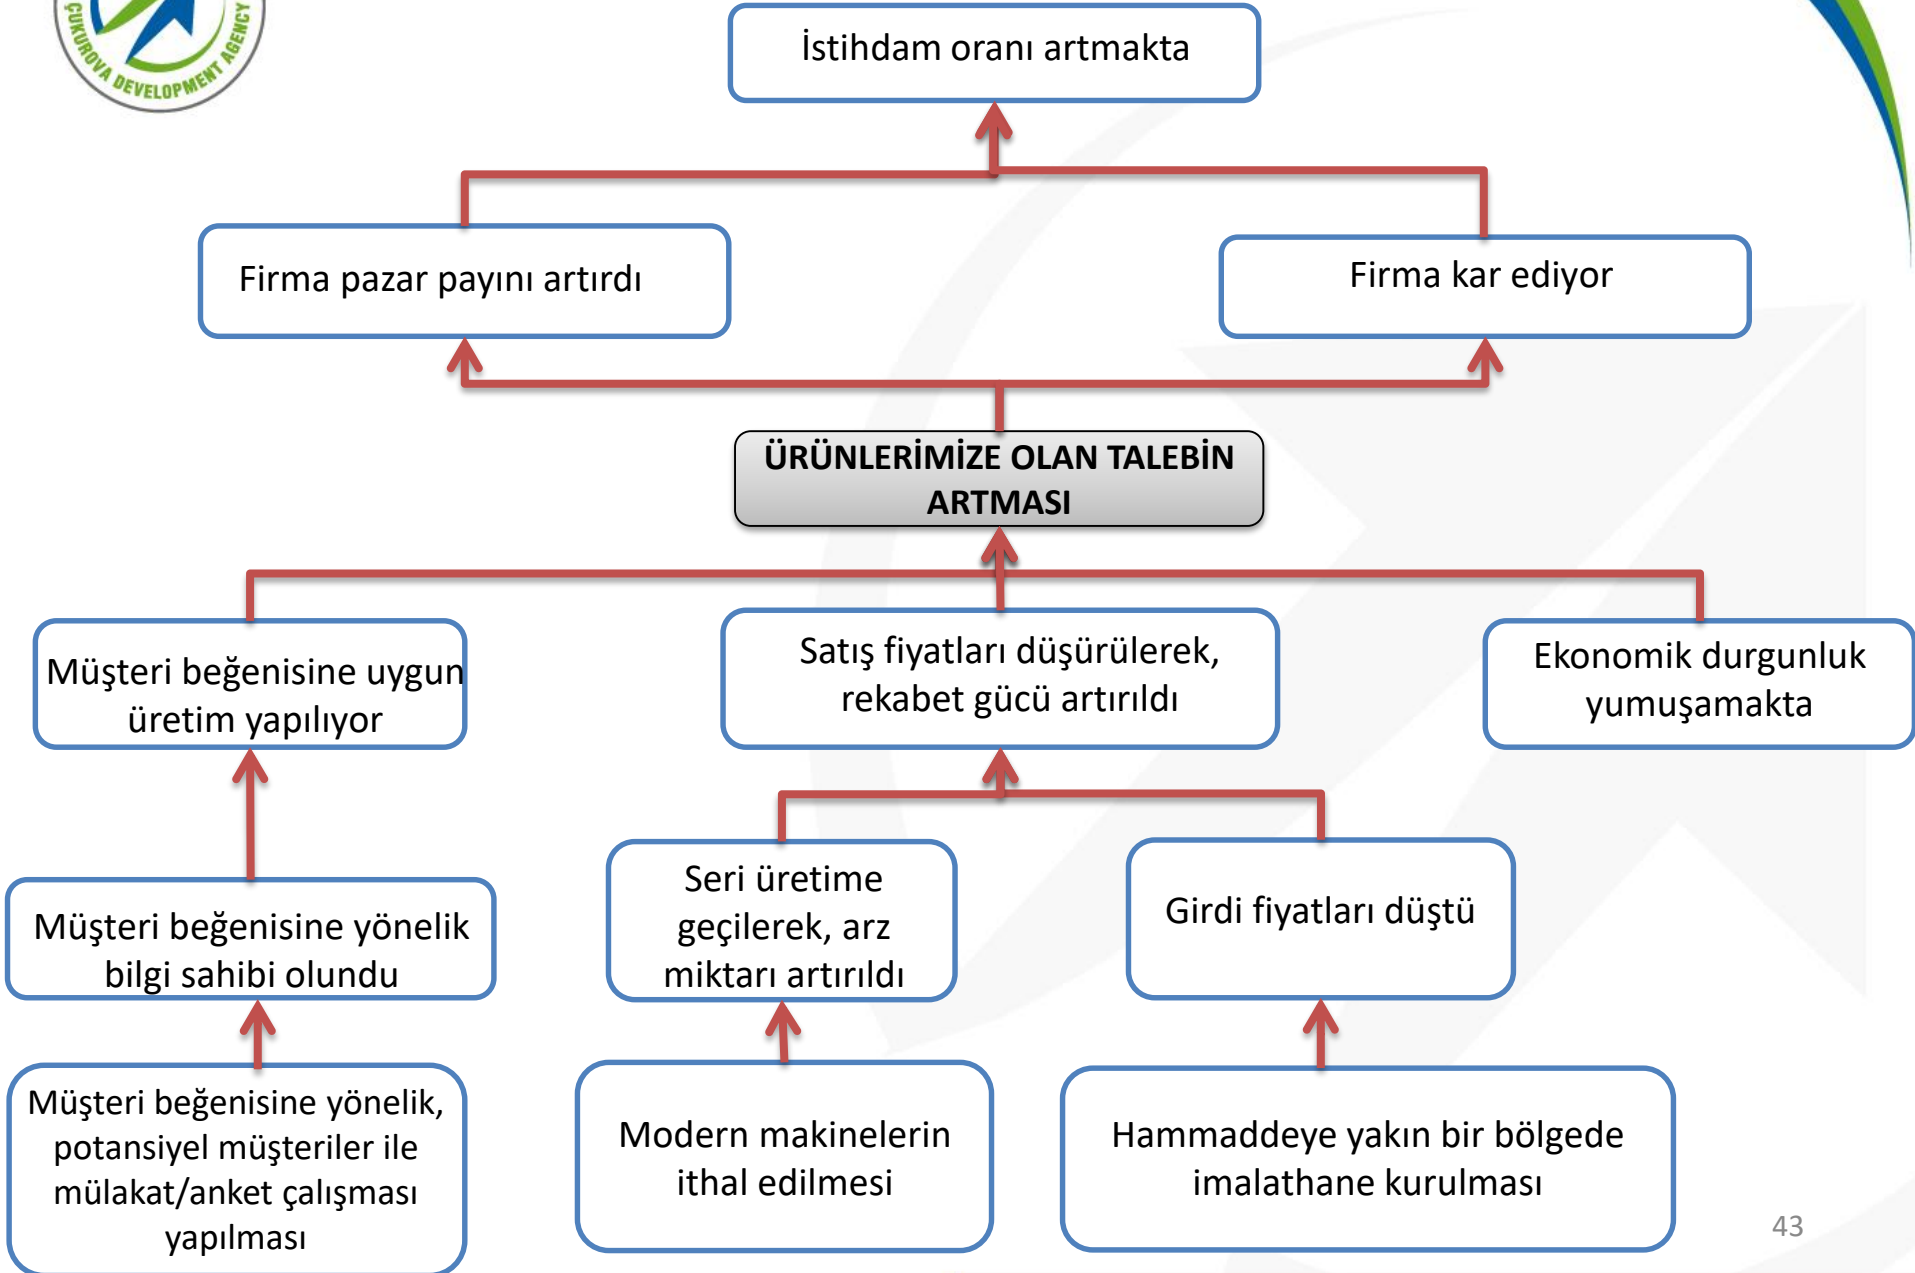 ÇUKUROVA DEVELOPMENT AGENCY
İstihdam oranı artmakta
Firma pazar payını artırdı
Firma kar ediyor
ÜRÜNLERİMİZE OLAN TALEBİN
ARTMASI
Müşteri beğenisine uygun
üretim yapılıyor
Satış fiyatları düşürülerek,
rekabet gücü artırıldı
Ekonomik durgunluk
yumuşamakta
Müşteri beğenisine yönelik
bilgi sahibi olundu
Seri üretime
geçilerek, arz
miktarı artırıldı
Girdi fiyatları düştü
Müşteri beğenisine yönelik,
potansiyel müşteriler ile
mülakat/anket çalışması
yapılması
Modern makinelerin
ithal edilmesi
Hammaddeye yakın bir bölgede
imalathane kurulması
43